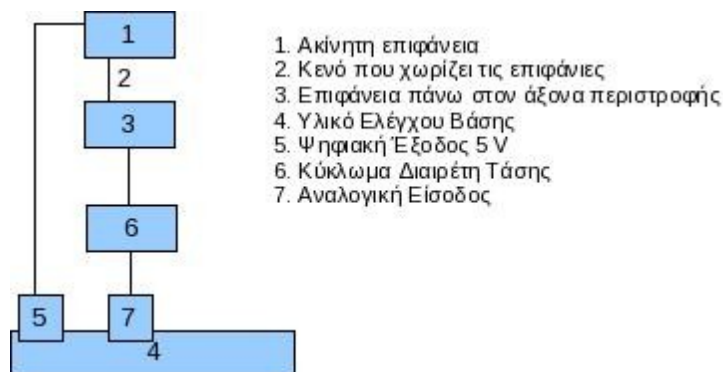 1
2
3
6
5
7
4
1. Ακίνητη επιφάνεια
2. Κενό που χωρίζει τις επιφάνιες
3. Επιφάνεια πάνω στον άξονα περιστροφής
4. Υλικό Ελέγχου Βάσης
5. Ψηφιακή Έξοδος 5 V
6. Κύκλωμα Διαιρέτη Τάσης
7. Αναλογική Είσοδος